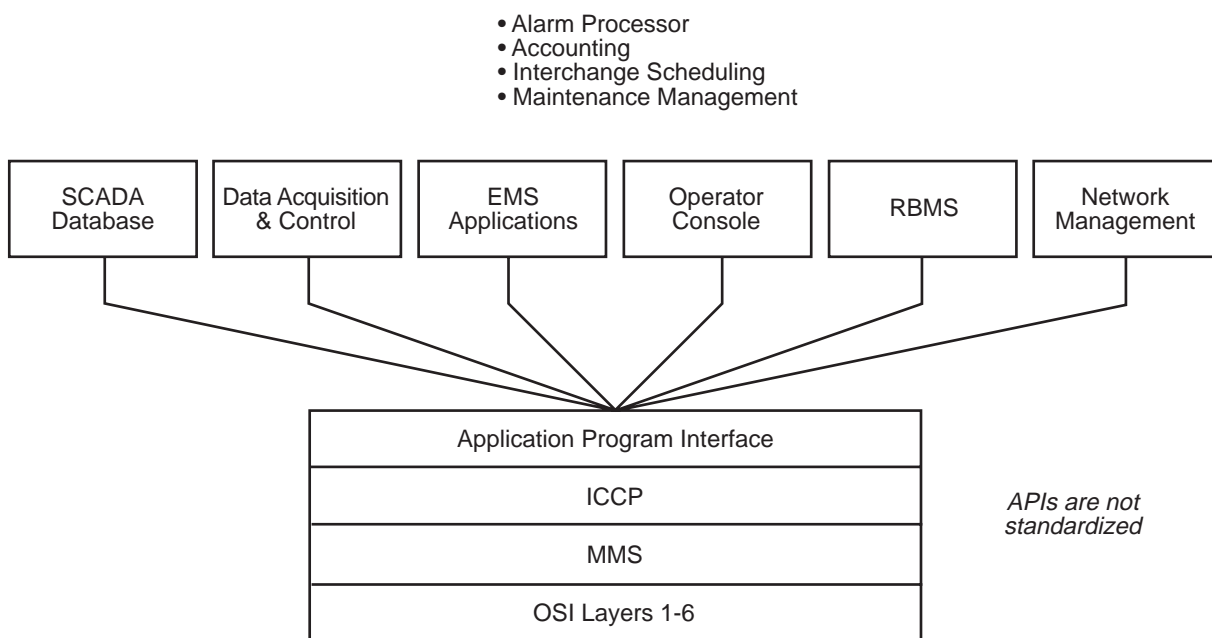 • Alarm Processor
• Accounting
• Interchange Scheduling
• Maintenance Management
SCADA
Database
Data Acquisition
& Control
EMS
Applications
Operator
Console
RBMS
Network
Management
Application Program Interface
ICCP
APIs are not
standardized
MMS
OSI Layers 1-6